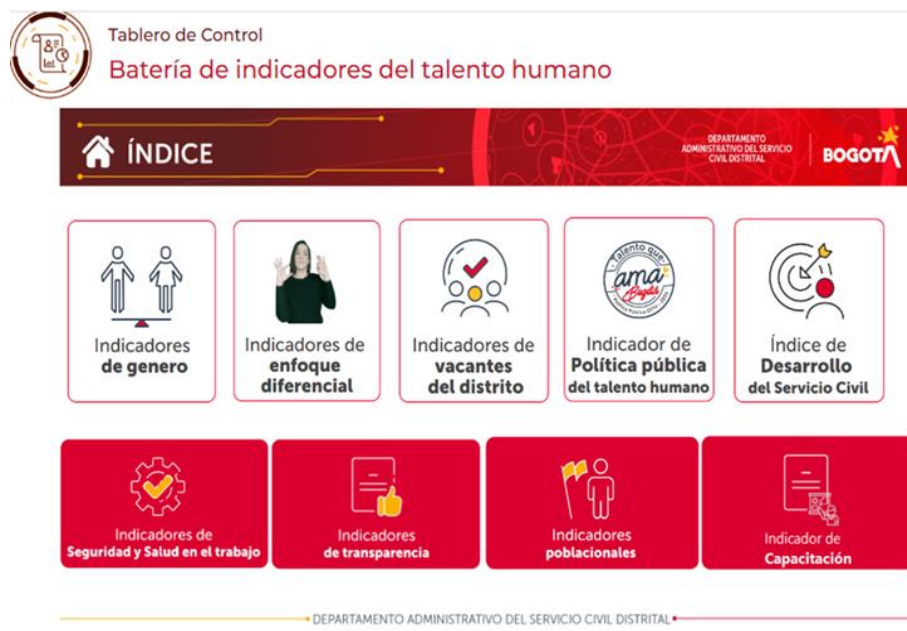 Tablero de Control
Batería de indicadores del talento humano
ÍNDICE
DEPARTAMENTO
ADMINISTRATIVO DEL SERVICIO
CIVIL DISTRITAL
BOGOTÁ
Indicadores
de genero
Indicadores de
enfoque
diferencial
Indicadores de
vacantes
del distrito
Talento que
ama
Bogotá
Indicador de
Política pública
del talento humano
Índice de
Desarrollo
del Servicio Civil
Indicadores de
Seguridad y Salud en el trabajo
Indicadores
de transparencia
Indicadores
poblacionales
Indicador de
Capacitación
DEPARTAMENTO ADMINISTRATIVO DEL SERVICIO CIVIL DISTRITAL